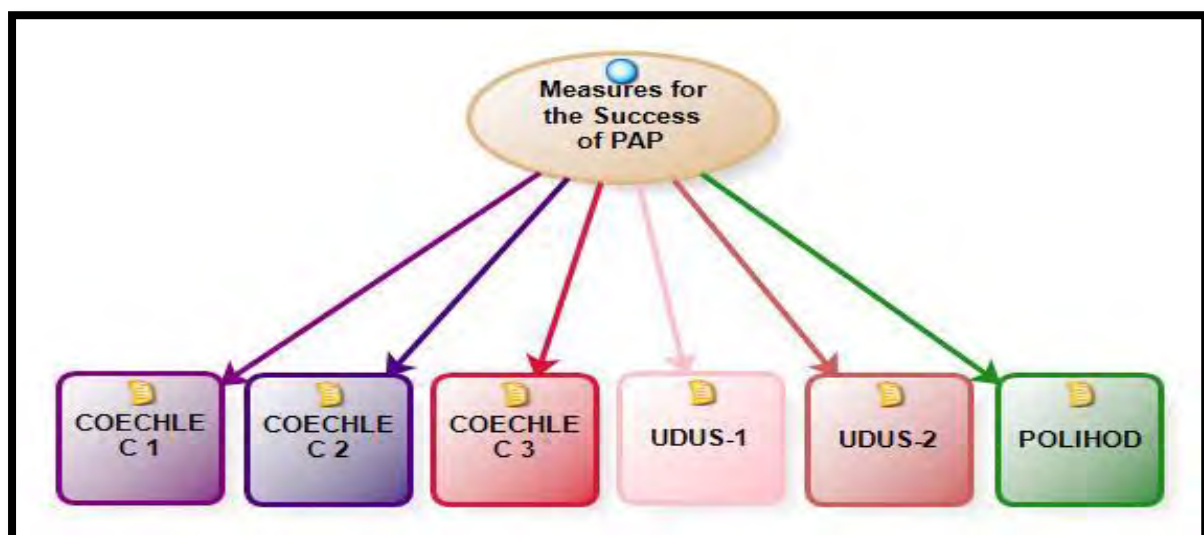 Measures for
the Success
of PAP
COECHLE
C 1
COECHLE
C 2
COECHLE
C 3
UDUS-1
UDUS-2
POLIHOD